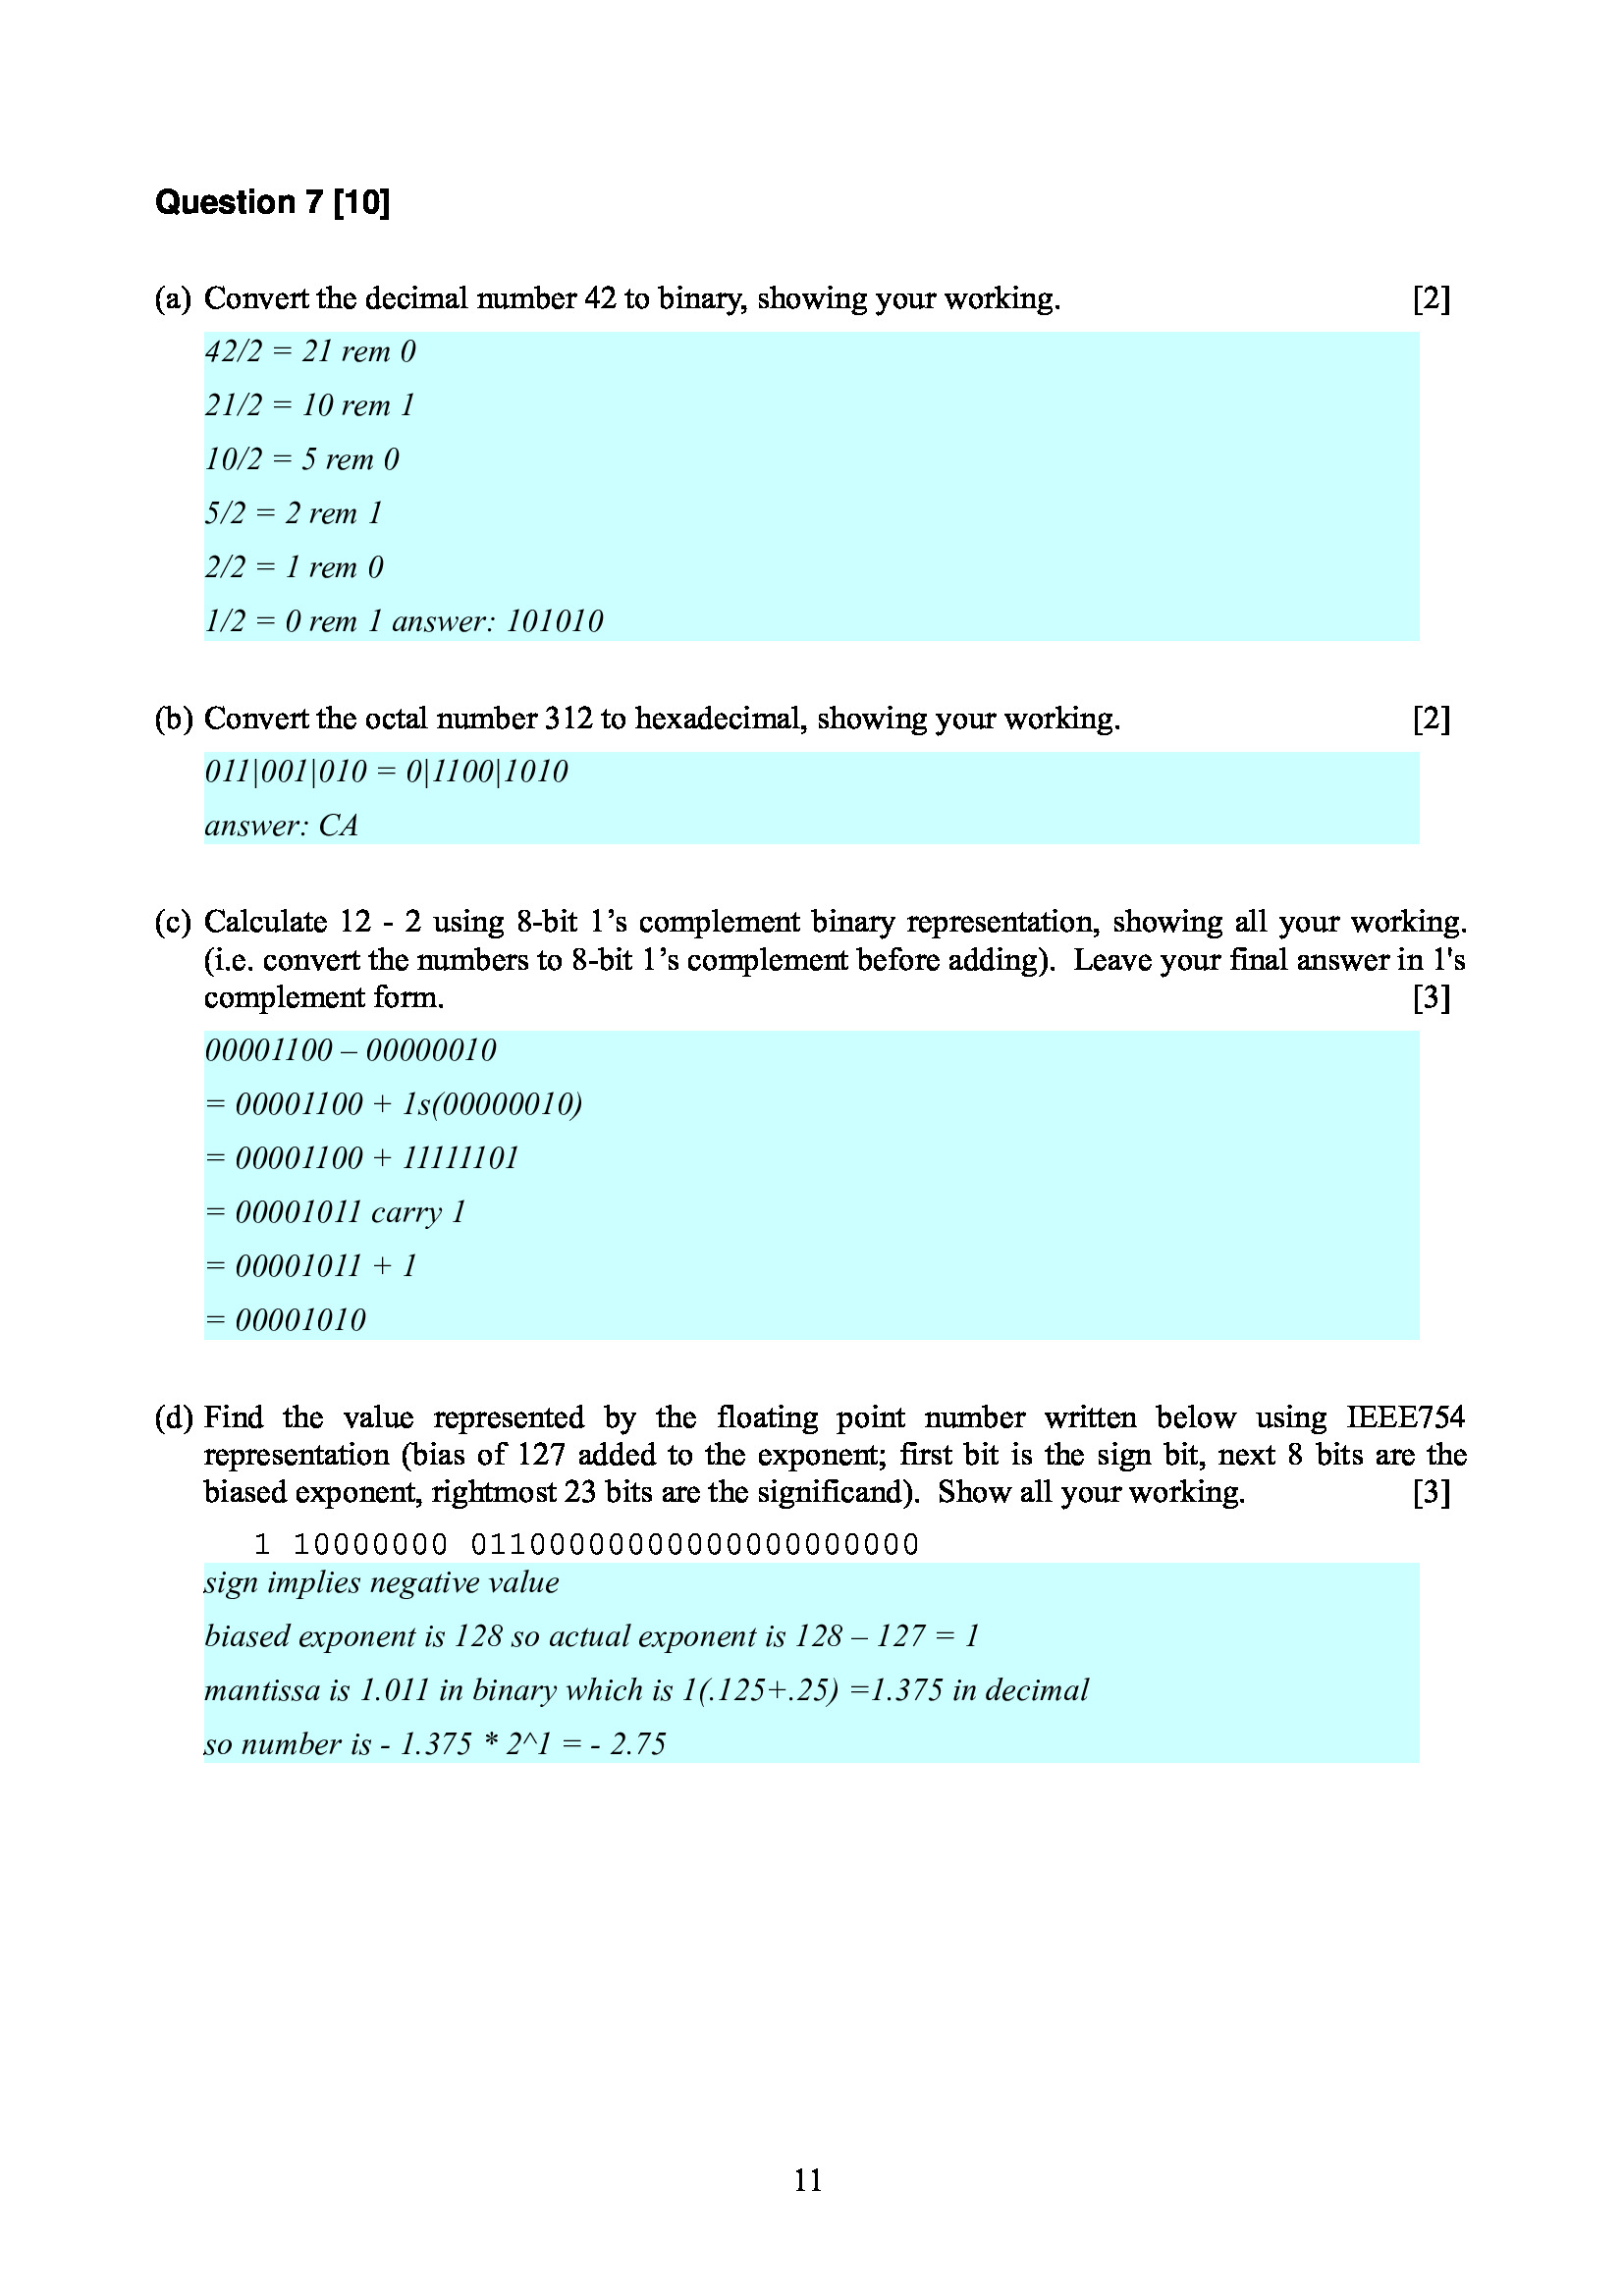 Question 7 [10]
(a) Convert the decimal number 42 to binary, showing your working. [2]
42/2 = 21 rem 0
21/2 = 10 rem 1
10/2 = 5 rem 0
5/2 = 2 rem 1
2/2 = 1 rem 0
1/2 = 0 rem 1 answer: 101010
(b) Convert the octal number 312 to hexadecimal, showing your working. [2]
011|001|010 = 0|1100|1010
answer: CA
(c) Calculate 12 - 2 using 8-bit 1’s complement binary representation, showing all your working.
(i.e. convert the numbers to 8-bit 1’s complement before adding). Leave your final answer in 1's
complement form. [3]
00001100 – 00000010
= 00001100 + 1s(00000010)
= 00001100 + 11111101
= 00001011 carry 1
= 00001011 + 1
= 00001010
(d) Find the value represented by the floating point number written below using IEEE754
representation (bias of 127 added to the exponent; first bit is the sign bit, next 8 bits are the
biased exponent, rightmost 23 bits are the significand). Show all your working. [3]
1 10000000 01100000000000000000000
sign implies negative value
biased exponent is 128 so actual exponent is 128 – 127 = 1
mantissa is 1.011 in binary which is 1(.125+.25) =1.375 in decimal
so number is - 1.375 * 2^1 = - 2.75
11